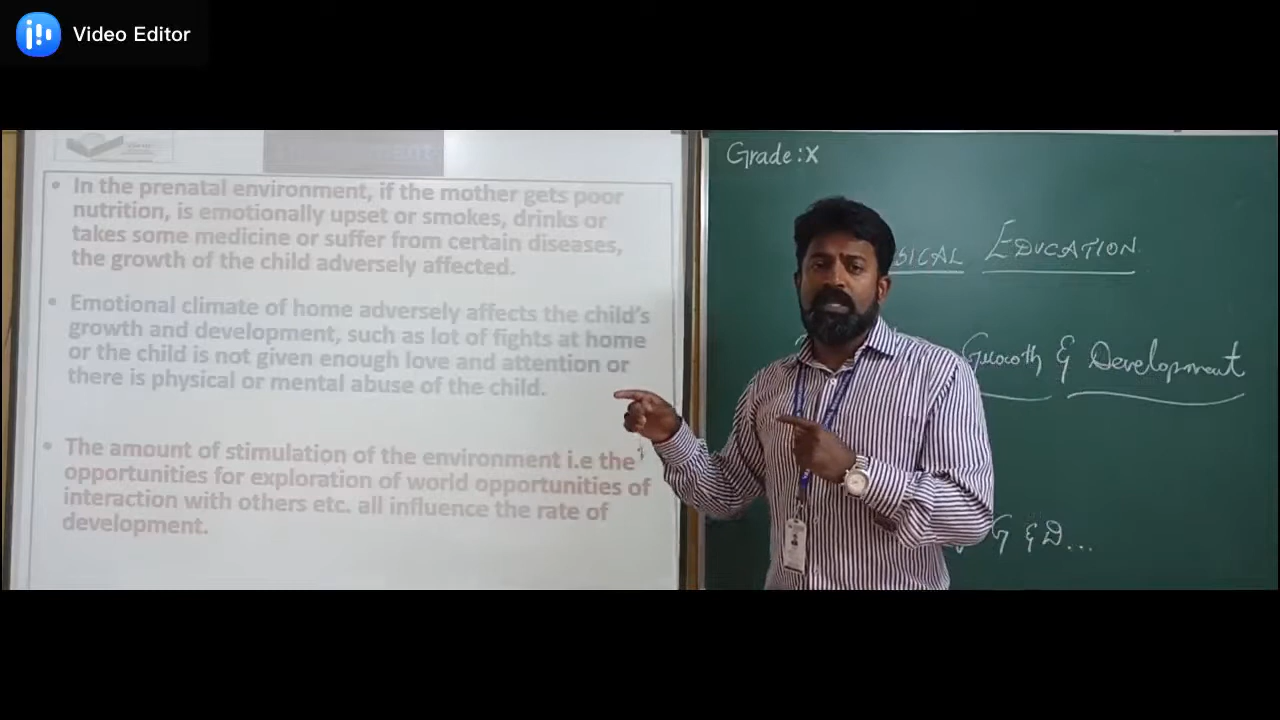 Video Editor
In the prenatal environment, if the mother gets poor
nutrition, is emotionally upset or smokes, drinks or
takes some medicine or suffer from certain diseases,
the growth of the child adversely affected.
Emotional climate of home adversely affects the child's
growth and development, such as lot of fights at home
or the child is not given enough love and attention or
there is physical or mental abuse of the child.
The amount of stimulation of the environment i.e the
opportunities for exploration of world opportunities of
interaction with others etc. all influence the rate of
development.
Grade: X
SICAL EDUCATION
Growth & Development
G & D...